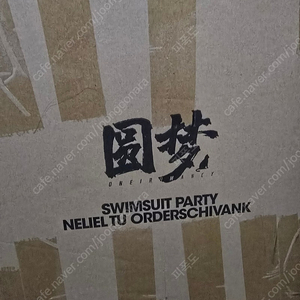 圆梦
SWIMSUIT PARTY
NELIEL TU ORDERSCHIVANK